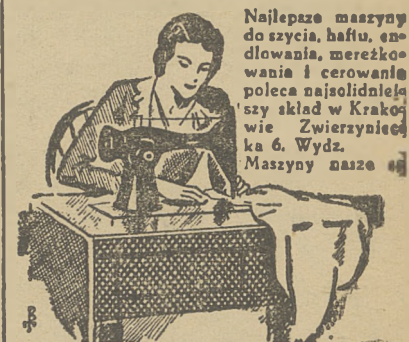 Najlepsze maszyny
do szycia, haftu, en-
dlowania, mereżko-
wania i cerowania
poleca najsolidniej-
szy skład w Krako-
wie Zwierzyniec-
ka 6. Wydz.
Maszyny nasze